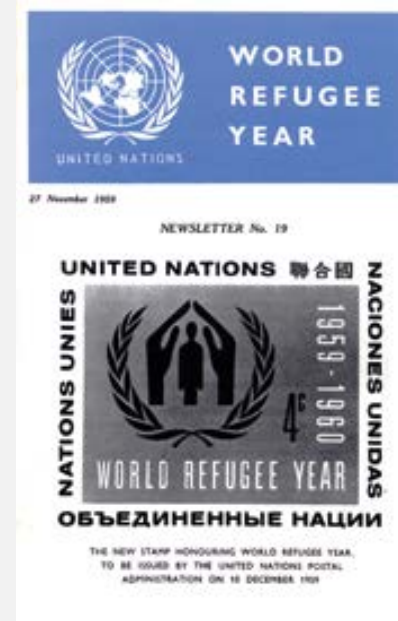 WORLD
REFUGEE
YEAR
UNITED NATIONS
27 November 1959
NEWSLETTER No. 19
UNITED NATIONS 聯合國
NATIONS UNIES
NACIONES UNIDAS
1959-1960
4c
WORLD REFUGEE YEAR
ОБЪЕДИНЕННЫЕ НАЦИИ
THE NEW STAMP HONOURING WORLD REFUGEE YEAR,
TO BE ISSUED BY THE UNITED NATIONS POSTAL
ADMINISTRATION ON 10 DECEMBER 1959